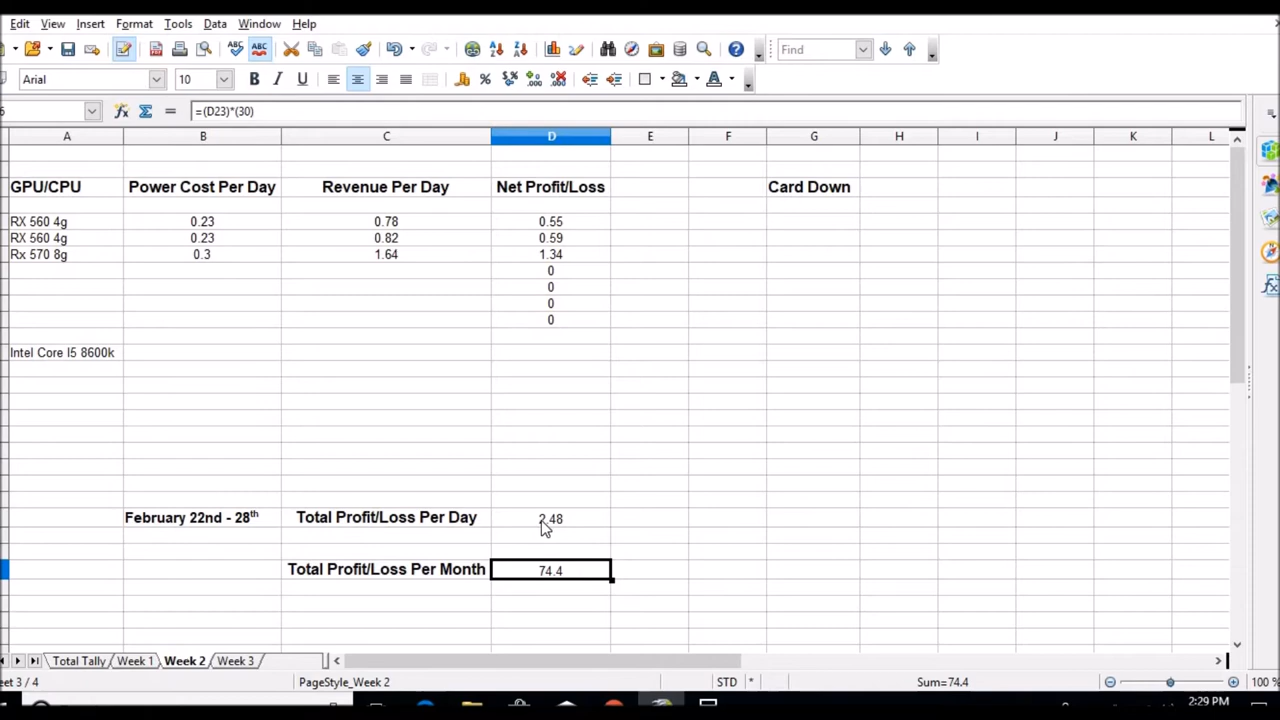 Edit View Insert Format Tools Data Window Help
Find
Arial 10
=(D23)*(30)
A B C D E F G H I J K L
GPU/CPU Power Cost Per Day Revenue Per Day Net Profit/Loss Card Down
RX 560 4g 0.23 0.78 0.55
RX 560 4g 0.23 0.82 0.59
Rx 570 8g 0.3 1.64 1.34
0
0
0
0
Intel Core I5 8600k
February 22nd - 28th Total Profit/Loss Per Day 2.48
Total Profit/Loss Per Month 74.4
Total Tally Week 1 Week 2 Week 3
eet 3 / 4 PageStyle_Week 2 STD * Sum=74.4 100 %
2:29 PM